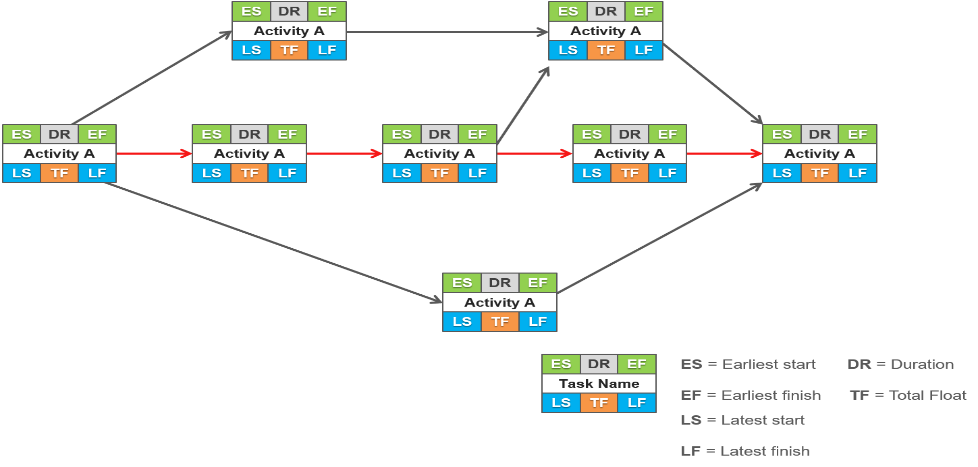 ES DR EF
Activity A
LS TF LF
ES DR EF
Activity A
LS TF LF
ES DR EF
Activity A
LS TF LF
ES DR EF
Activity A
LS TF LF
ES DR EF
Activity A
LS TF LF
ES DR EF
Activity A
LS TF LF
ES DR EF
Activity A
LS TF LF
ES DR EF
Activity A
LS TF LF
ES DR EF
Task Name
LS TF LF
ES = Earliest start
DR = Duration
EF = Earliest finish
TF = Total Float
LS = Latest start
LF = Latest finish